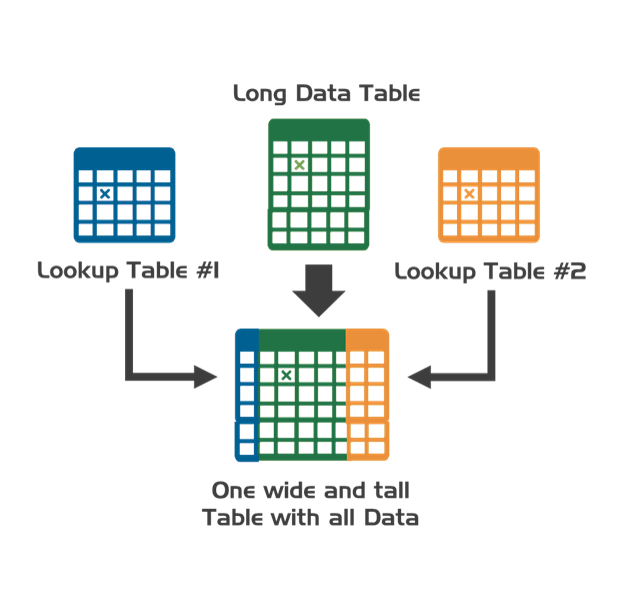 Long Data Table
Lookup Table #1
Lookup Table #2
One wide and tall
Table with all Data